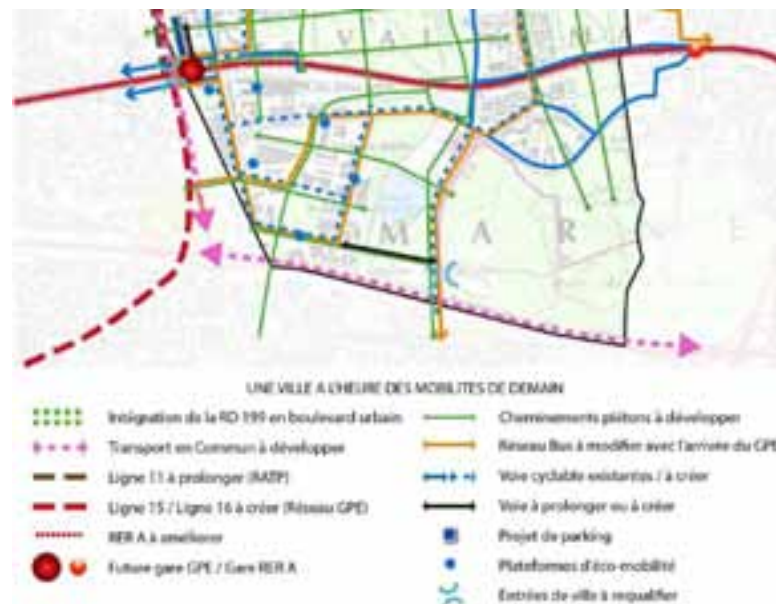 V A L
M A R E
UNE VILLE A L'HEURE DES MOBILITES DE DEMAIN
Intégration de la RD 199 en boulevard urbain
Transport en Commun à développer
Ligne 11 à prolonger (RATP)
Ligne 15 / Ligne 16 à créer (Réseau GPE)
RER A à améliorer
Future gare GPE / Gare RER A
Cheminements piétons à développer
Réseau Bus à modifier avec l'arrivée du GPE
Voie cyclable existantes / à créer
Voie à prolonger ou à créer
Projet de parking
Plateformes d'éco-mobilité
Entrées de ville à requalifier